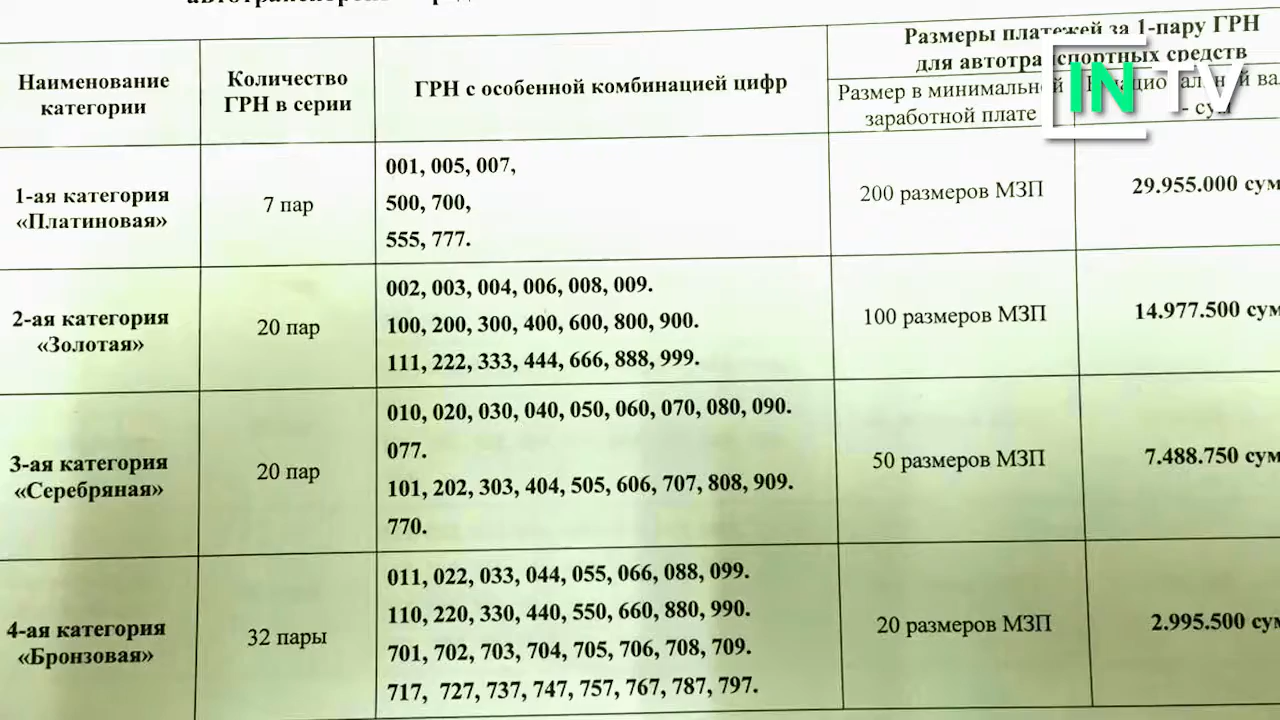 Наименование
категории
Количество
ГРН в серии
ГРН с особенной комбинацией цифр
Размеры платежей за 1-пару ГРН
для автотранспортных средств
Размер в минимальной
заработной плате
- сум
IN TV
1-ая категория
«Платиновая»
7 пар
001, 005, 007,
500, 700,
555, 777.
200 размеров МЗП
29.955.000 сум
2-ая категория
«Золотая»
20 пар
002, 003, 004, 006, 008, 009.
100, 200, 300, 400, 600, 800, 900.
111, 222, 333, 444, 666, 888, 999.
100 размеров МЗП
14.977.500 сум
3-ая категория
«Серебряная»
20 пар
010, 020, 030, 040, 050, 060, 070, 080, 090.
077.
101, 202, 303, 404, 505, 606, 707, 808, 909.
770.
50 размеров МЗП
7.488.750 сум
4-ая категория
«Бронзовая»
32 пары
011, 022, 033, 044, 055, 066, 088, 099.
110, 220, 330, 440, 550, 660, 880, 990.
701, 702, 703, 704, 705, 706, 708, 709.
717, 727, 737, 747, 757, 767, 787, 797.
20 размеров МЗП
2.995.500 сум